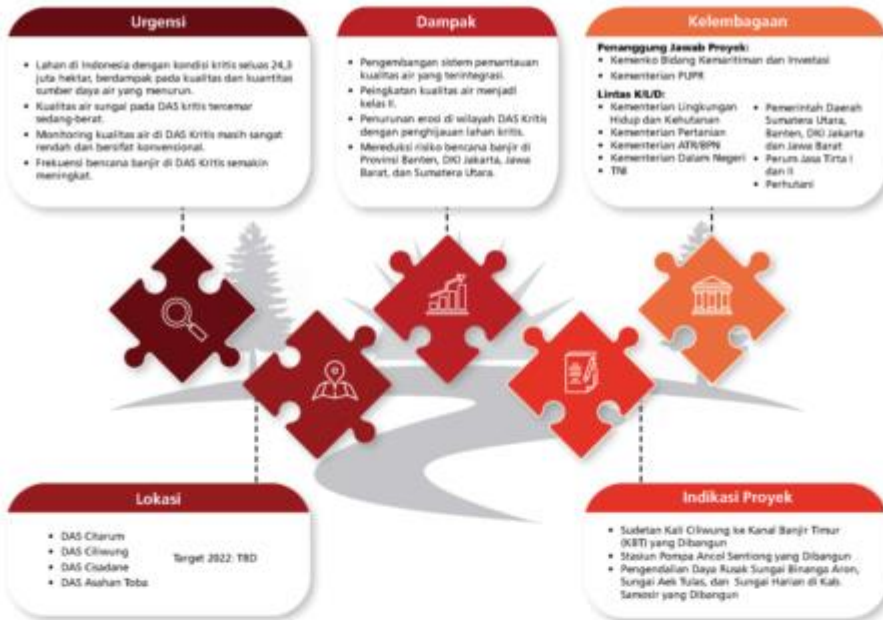 Urgensi
• Lahan di Indonesia dengan kondisi kritis seluas 24,3
juta hektar, berdampak pada kualitas dan kuantitas
sumber daya air yang menurun.
• Kualitas air sungai pada DAS kritis tercemar
sedang-berat.
• Monitoring kualitas air di DAS Kritis masih sangat
rendah dan bersifat konvensional.
• Frekuensi bencana banjir di DAS Kritis semakin
meningkat.
Dampak
• Pengembangan sistem pemantauan
kualitas air yang terintegrasi.
• Peingkatan kualitas air menjadi
kelas II.
• Penurunan erosi di wilayah DAS Kritis
dengan penghijauan lahan kritis.
• Mereduksi risiko bencana banjir di
Provinsi Banten, DKI Jakarta, Jawa
Barat, dan Sumatera Utara.
Kelembagaan
Penanggung Jawab Proyek:
• Kemenko Bidang Kemaritiman dan Investasi
• Kementerian PUPR
Lintas K/L/D:
• Kementerian Lingkungan
Hidup dan Kehutanan
• Kementerian Pertanian
• Kementerian ATR/BPN
• Kementerian Dalam Negeri
• TNI
• Pemerintah Daerah
Sumatera Utara,
Banten, DKI Jakarta
dan Jawa Barat
• Perum Jasa Tirta I
dan II
• Perhutani
Lokasi
• DAS Citarum
• DAS Ciliwung
• DAS Cisadane
• DAS Asahan Toba
Target 2022: TBD
Indikasi Proyek
• Sudetan Kali Ciliwung ke Kanal Banjir Timur
(KBT) yang Dibangun
• Stasiun Pompa Ancol Sentiong yang Dibangun
• Pengendalian Daya Rusak Sungai Binanga Aron,
Sungai Aek Tulas, dan Sungai Harian di Kab.
Samosir yang Dibangun